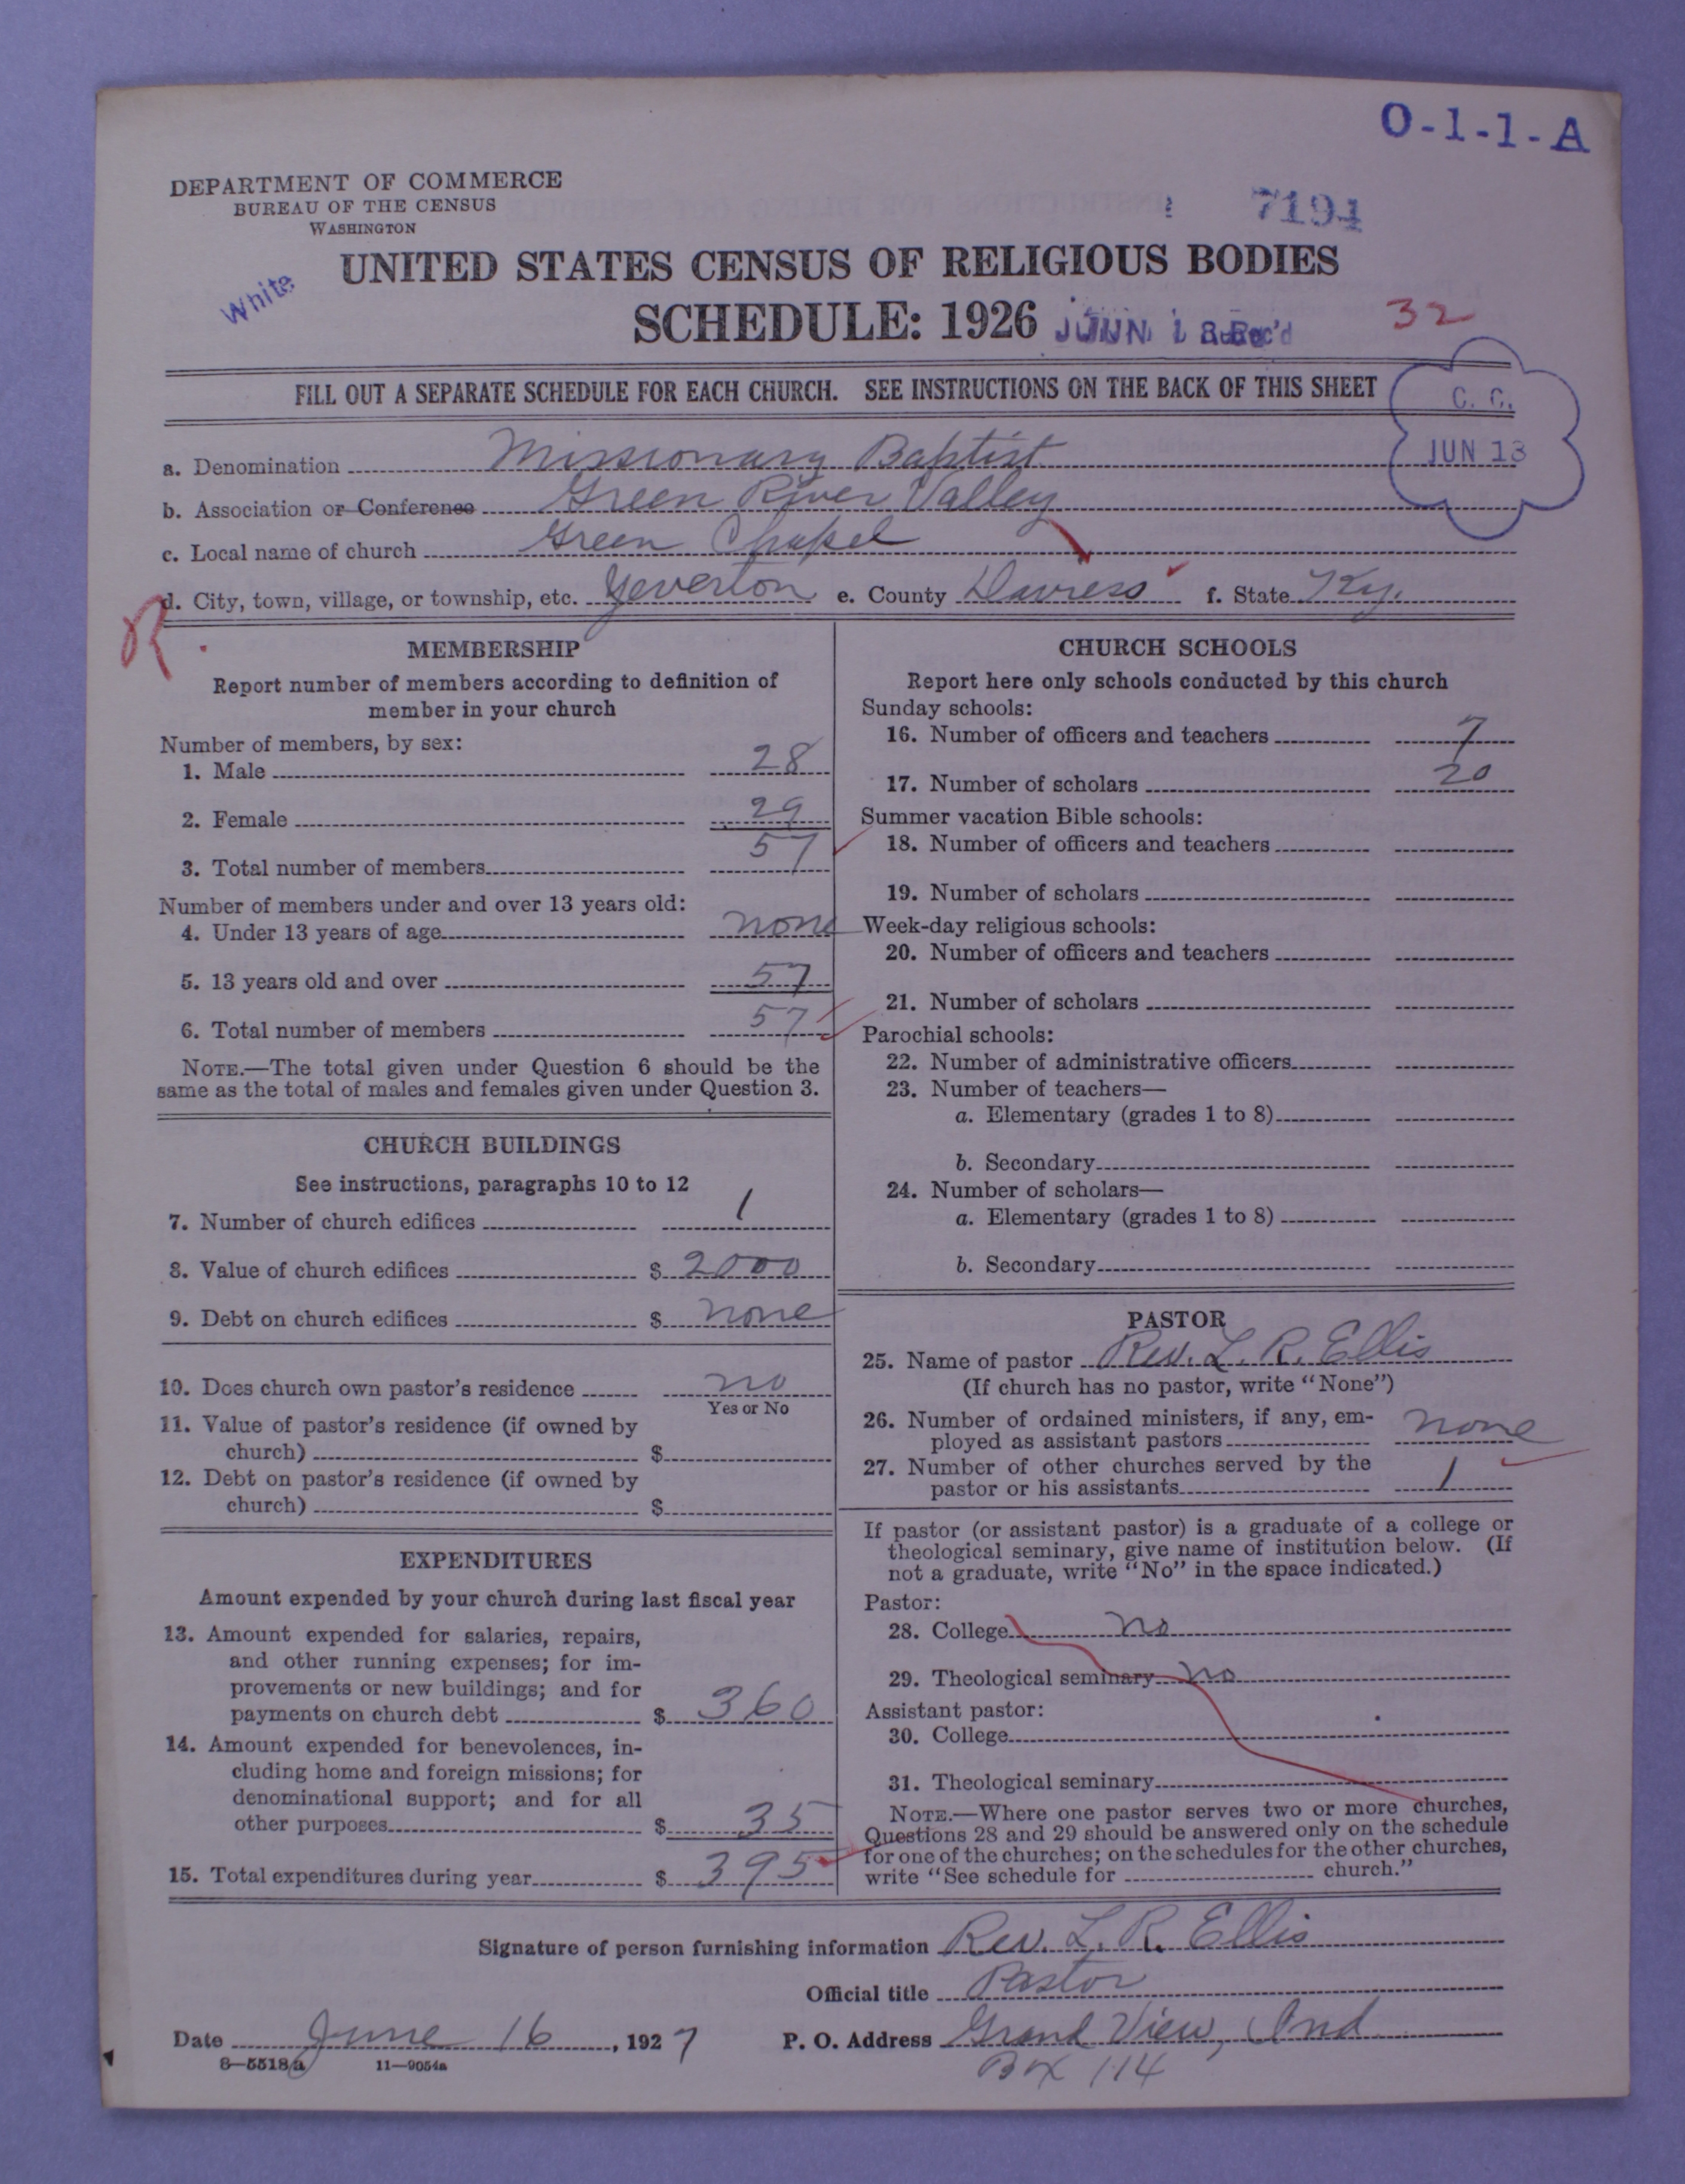 O-1-1-A
DEPARTMENT OF COMMERCE
BUREAU OF THE CENSUS
WASHINGTON
7194
White
UNITED STATES CENSUS OF RELIGIOUS BODIES
SCHEDULE: 1926
JUN 18 Rec'd
32
FILL OUT A SEPARATE SCHEDULE FOR EACH CHURCH. SEE INSTRUCTIONS ON THE BACK OF THIS SHEET
C. C.
JUN 13
a. Denomination Missionary Baptist
b. Association or Conference Green River Valley
c. Local name of church Green Chapel
d. City, town, village, or township, etc. Yeverton e. County Daviess f. State Ky.
R.
MEMBERSHIP
Report number of members according to definition of
member in your church
Number of members, by sex:
1. Male 28
2. Female 29
3. Total number of members 57
Number of members under and over 13 years old:
4. Under 13 years of age none
5. 13 years old and over 57
6. Total number of members 57
NOTE.—The total given under Question 6 should be the
same as the total of males and females given under Question 3.
CHURCH BUILDINGS
See instructions, paragraphs 10 to 12
7. Number of church edifices 1
8. Value of church edifices $ 2000
9. Debt on church edifices $ none
10. Does church own pastor's residence no
Yes or No
11. Value of pastor's residence (if owned by
church) $
12. Debt on pastor's residence (if owned by
church) $
EXPENDITURES
Amount expended by your church during last fiscal year
13. Amount expended for salaries, repairs,
and other running expenses; for im-
provements or new buildings; and for
payments on church debt $ 360
14. Amount expended for benevolences, in-
cluding home and foreign missions; for
denominational support; and for all
other purposes $ 35
15. Total expenditures during year $ 395
CHURCH SCHOOLS
Report here only schools conducted by this church
Sunday schools:
16. Number of officers and teachers 7
17. Number of scholars 20
Summer vacation Bible schools:
18. Number of officers and teachers
19. Number of scholars
Week-day religious schools:
20. Number of officers and teachers
21. Number of scholars
Parochial schools:
22. Number of administrative officers
23. Number of teachers—
a. Elementary (grades 1 to 8)
b. Secondary
24. Number of scholars—
a. Elementary (grades 1 to 8)
b. Secondary
PASTOR
25. Name of pastor Rev. L. R. Ellis
(If church has no pastor, write "None")
26. Number of ordained ministers, if any, em-
ployed as assistant pastors none
27. Number of other churches served by the
pastor or his assistants 1
If pastor (or assistant pastor) is a graduate of a college or
theological seminary, give name of institution below. (If
not a graduate, write "No" in the space indicated.)
Pastor:
28. College no
29. Theological seminary no
Assistant pastor:
30. College
31. Theological seminary
NOTE.—Where one pastor serves two or more churches,
Questions 28 and 29 should be answered only on the schedule
for one of the churches; on the schedules for the other churches,
write "See schedule for church."
Signature of person furnishing information Rev. L. R. Ellis
Official title Pastor
Date June 16, 1927 P. O. Address Grand View, Ind
Box 114
8—5518a 11—9054a